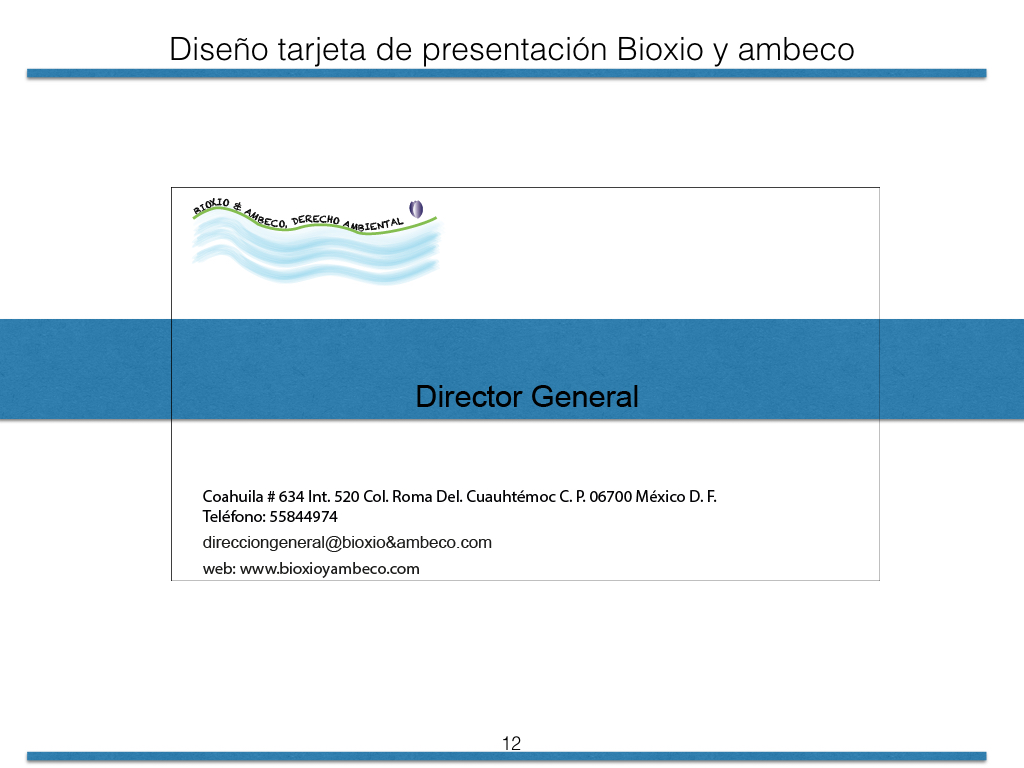 Diseño tarjeta de presentación Bioxio y ambeco
BIOXIO & AMBECO, DERECHO AMBIENTAL
Director General
Coahuila # 634 Int. 520 Col. Roma Del. Cuauhtémoc C. P. 06700 México D. F.
Teléfono: 55844974
direcciongeneral@bioxio&ambeco.com
web: www.bioxioyambeco.com
12